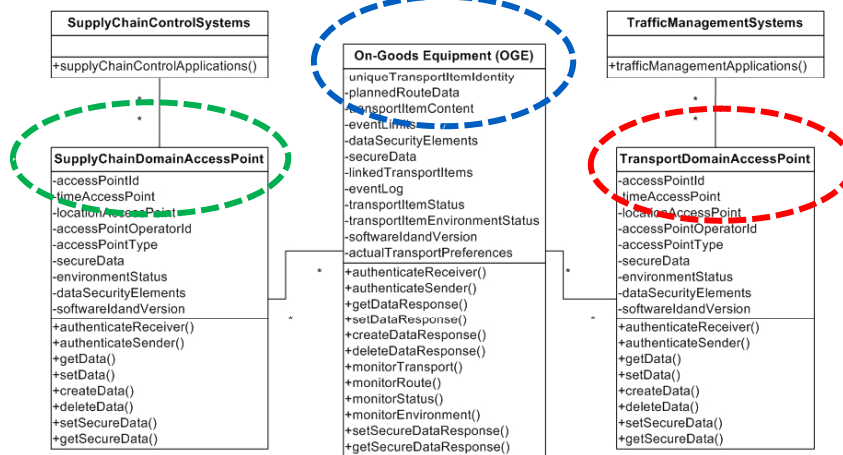 SupplyChainControlSystems
+supplyChainControlApplications()
*
*
SupplyChainDomainAccessPoint
-accessPointId
-timeAccessPoint
-locationAccessPoint
-accessPointOperatorId
-accessPointType
-secureData
-environmentStatus
-dataSecurityElements
-softwareIdandVersion
+authenticateReceiver()
+authenticateSender()
+getData()
+setData()
+createData()
+deleteData()
+setSecureData()
+getSecureData()
*
*
On-Goods Equipment (OGE)
-uniqueTransportItemIdentity
-plannedRouteData
-transportItemContent
-eventLimits
-dataSecurityElements
-secureData
-linkedTransportItems
-eventLog
-transportItemStatus
-transportItemEnvironmentStatus
-softwareIdandVersion
-actualTransportPreferences
+authenticateReceiver()
+authenticateSender()
+getDataResponse()
+setDataResponse()
+createDataResponse()
+deleteDataResponse()
+monitorTransport()
+monitorRoute()
+monitorStatus()
+monitorEnvironment()
+setSecureDataResponse()
+getSecureDataResponse()
*
*
TrafficManagementSystems
+trafficManagementApplications()
*
*
TransportDomainAccessPoint
-accessPointId
-timeAccessPoint
-locationAccessPoint
-accessPointOperatorId
-accessPointType
-secureData
-environmentStatus
-dataSecurityElements
-softwareIdandVersion
+authenticateReceiver()
+authenticateSender()
+getData()
+setData()
+createData()
+deleteData()
+setSecureData()
+getSecureData()